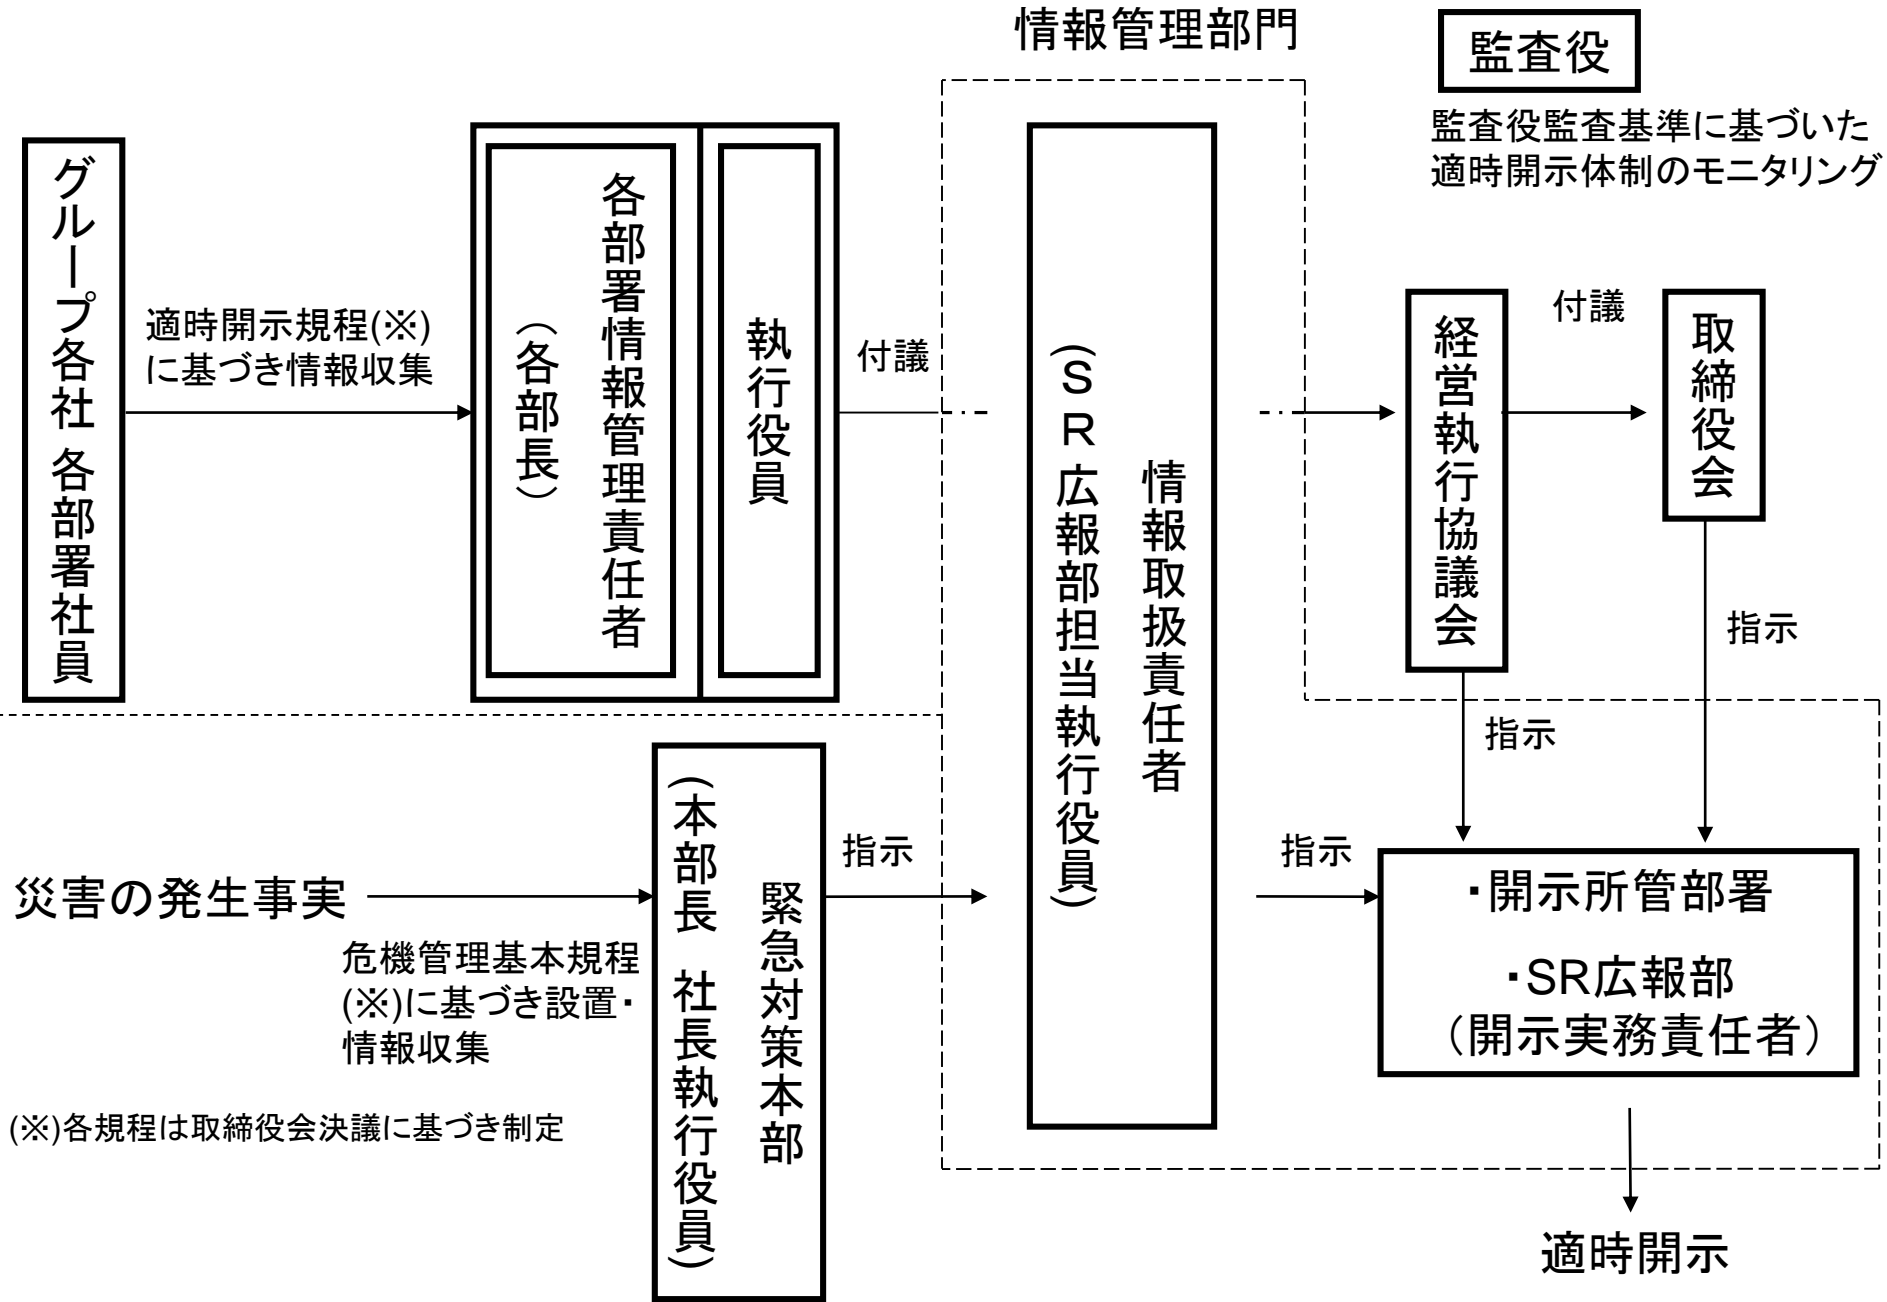 情報管理部門
監査役
監査役監査基準に基づいた
適時開示体制のモニタリング
グループ各社 各部署社員
適時開示規程(※)
に基づき情報収集
各部署情報管理責任者
（各部長）
執行役員
付議
情報取扱責任者
（ＳＲ広報部担当執行役員）
経営執行協議会
付議
取締役会
指示
指示
災害の発生事実
危機管理基本規程
(※)に基づき設置・
情報収集
緊急対策本部
（本部長 社長執行役員）
指示
指示
・開示所管部署
・SR広報部
（開示実務責任者）
(※)各規程は取締役会決議に基づき制定
適時開示